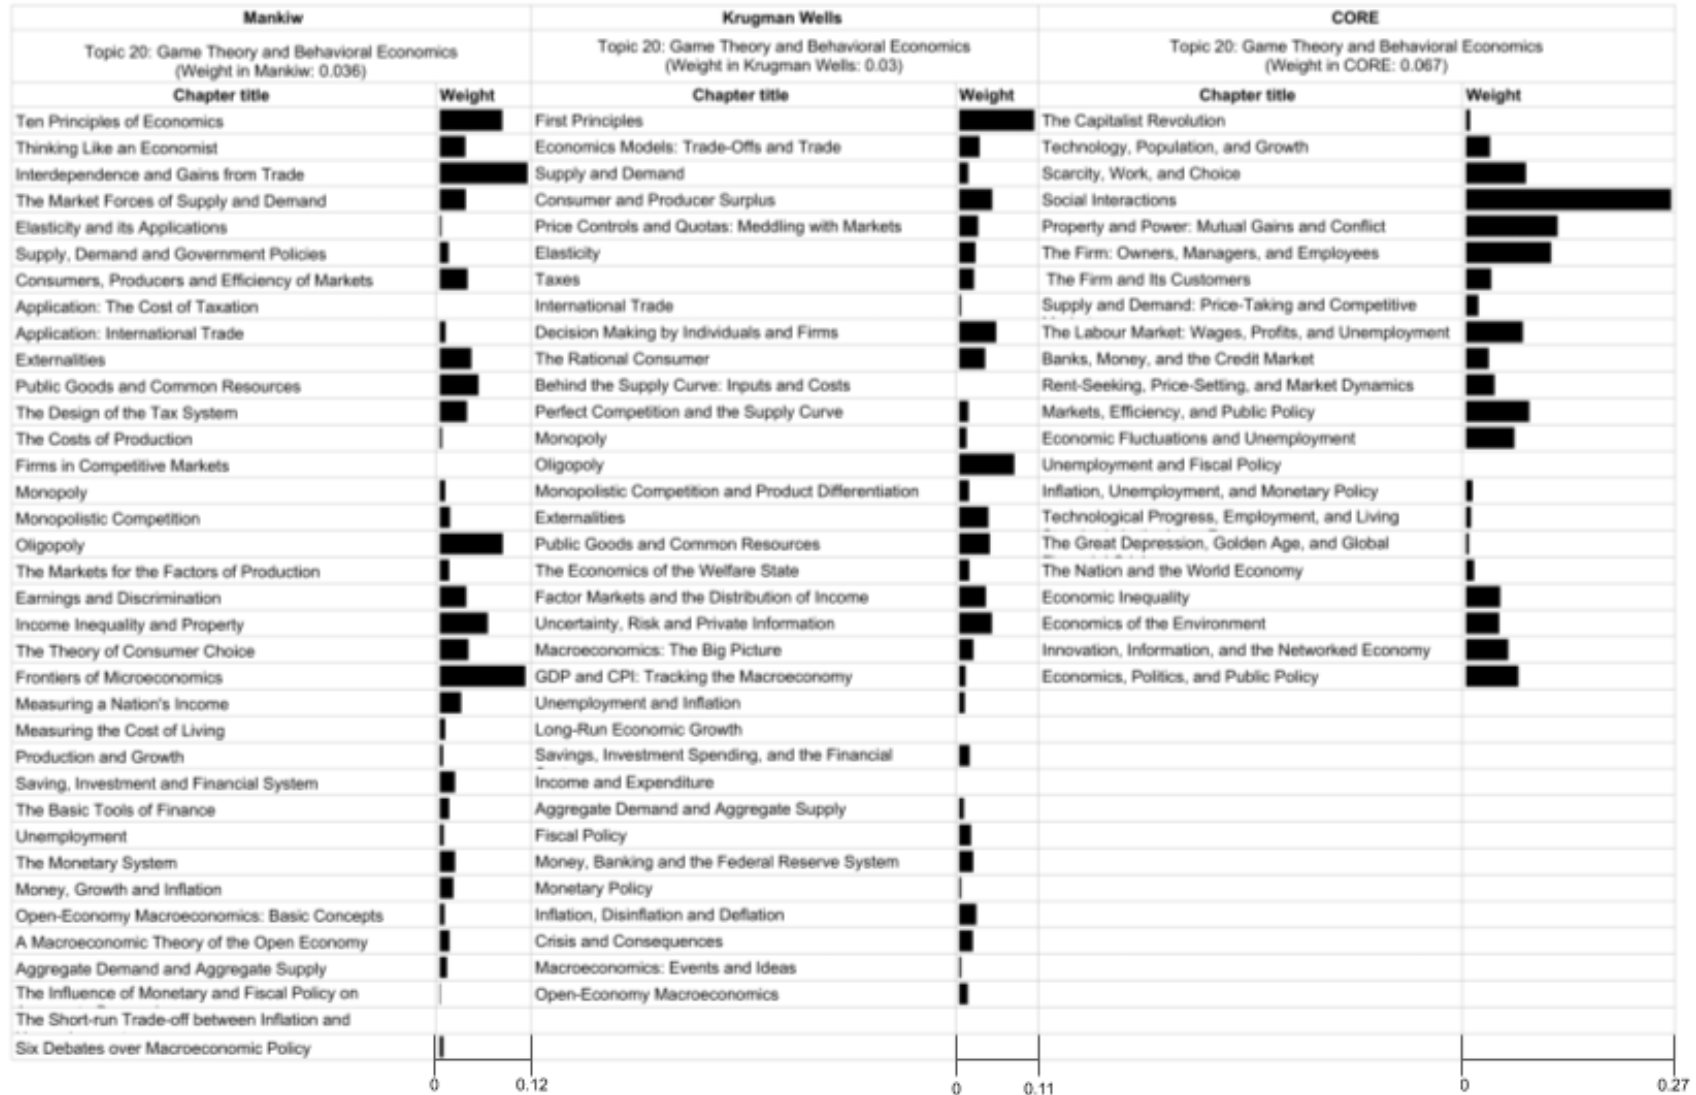 Mankiw Krugman Wells CORE
Topic 20: Game Theory and Behavioral Economics
(Weight in Mankiw: 0.036)
Topic 20: Game Theory and Behavioral Economics
(Weight in Krugman Wells: 0.03)
Topic 20: Game Theory and Behavioral Economics
(Weight in CORE: 0.067)
Chapter title Weight Chapter title Weight Chapter title Weight
Ten Principles of Economics First Principles The Capitalist Revolution
Thinking Like an Economist Economics Models: Trade-Offs and Trade Technology, Population, and Growth
Interdependence and Gains from Trade Supply and Demand Scarcity, Work, and Choice
The Market Forces of Supply and Demand Consumer and Producer Surplus Social Interactions
Elasticity and its Applications Price Controls and Quotas: Meddling with Markets Property and Power: Mutual Gains and Conflict
Supply, Demand and Government Policies Elasticity The Firm: Owners, Managers, and Employees
Consumers, Producers and Efficiency of Markets Taxes The Firm and Its Customers
Application: The Cost of Taxation International Trade Supply and Demand: Price-Taking and Competitive
Application: International Trade Decision Making by Individuals and Firms The Labour Market: Wages, Profits, and Unemployment
Externalities The Rational Consumer Banks, Money, and the Credit Market
Public Goods and Common Resources Behind the Supply Curve: Inputs and Costs Rent-Seeking, Price-Setting, and Market Dynamics
The Design of the Tax System Perfect Competition and the Supply Curve Markets, Efficiency, and Public Policy
The Costs of Production Monopoly Economic Fluctuations and Unemployment
Firms in Competitive Markets Oligopoly Unemployment and Fiscal Policy
Monopoly Monopolistic Competition and Product Differentiation Inflation, Unemployment, and Monetary Policy
Monopolistic Competition Externalities Technological Progress, Employment, and Living
Oligopoly Public Goods and Common Resources The Great Depression, Golden Age, and Global
The Markets for the Factors of Production The Economics of the Welfare State The Nation and the World Economy
Earnings and Discrimination Factor Markets and the Distribution of Income Economic Inequality
Income Inequality and Property Uncertainty, Risk and Private Information Economics of the Environment
The Theory of Consumer Choice Macroeconomics: The Big Picture Innovation, Information, and the Networked Economy
Frontiers of Microeconomics GDP and CPI: Tracking the Macroeconomy Economics, Politics, and Public Policy
Measuring a Nation's Income Unemployment and Inflation
Measuring the Cost of Living Long-Run Economic Growth
Production and Growth Savings, Investment Spending, and the Financial
Saving, Investment and Financial System Income and Expenditure
The Basic Tools of Finance Aggregate Demand and Aggregate Supply
Unemployment Fiscal Policy
The Monetary System Money, Banking and the Federal Reserve System
Money, Growth and Inflation Monetary Policy
Open-Economy Macroeconomics: Basic Concepts Inflation, Disinflation and Deflation
A Macroeconomic Theory of the Open Economy Crisis and Consequences
Aggregate Demand and Aggregate Supply Macroeconomics: Events and Ideas
The Influence of Monetary and Fiscal Policy on Open-Economy Macroeconomics
The Short-run Trade-off between Inflation and
Six Debates over Macroeconomic Policy
0 0.12 0 0.11 0 0.27